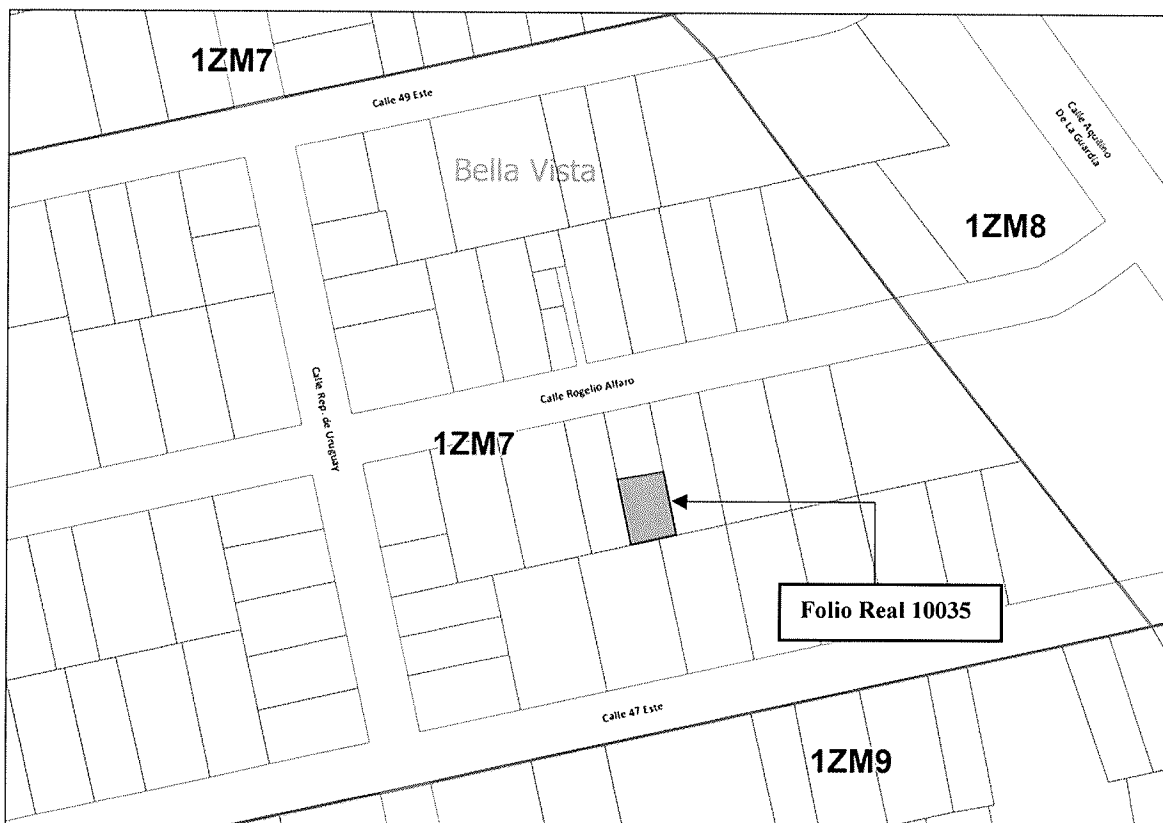 1ZM7
Calle 49 Este
Calle Aquilino
De La Guardia
Bella Vista
1ZM8
Calle Rep. de Uruguay
Calle Rogelio Alfaro
1ZM7
Folio Real 10035
Calle 47 Este
1ZM9